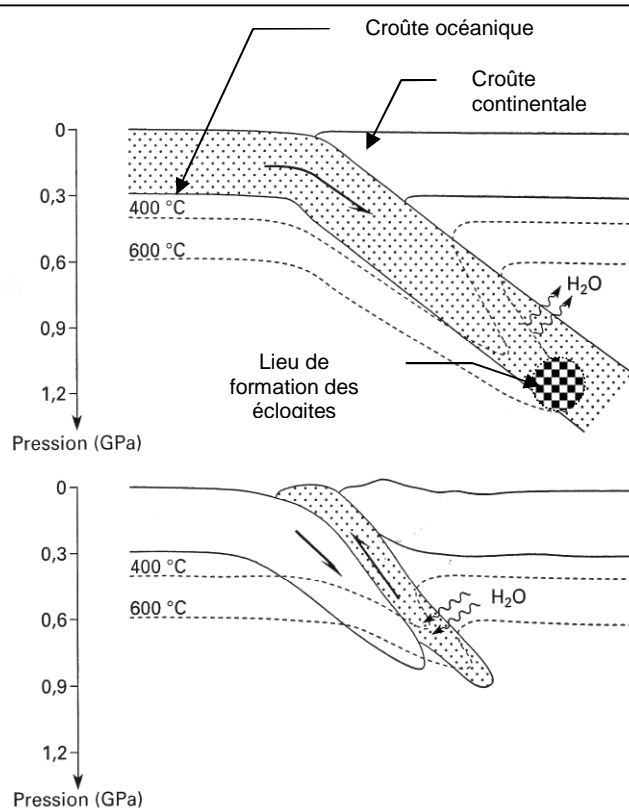 Croûte océanique
Croûte
continentale
0
0.3
400 °C
600 °C
0,6
H₂O
0,9
Lieu de
formation des
éclogites
1,2
Pression (GPa)
0
0,3
400 °C
H₂O
0,6
600 °C
0,9
1,2
Pression (GPa)